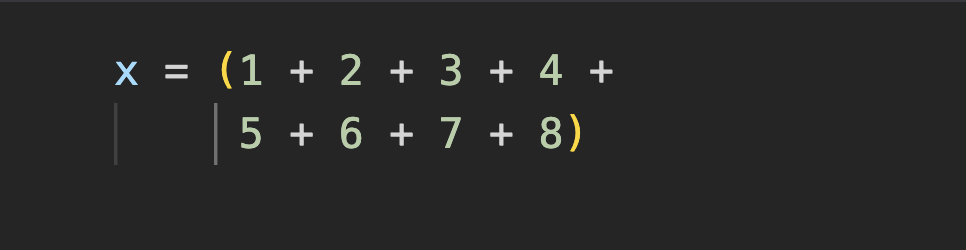 x = (1 + 2 + 3 + 4 +
5 + 6 + 7 + 8)